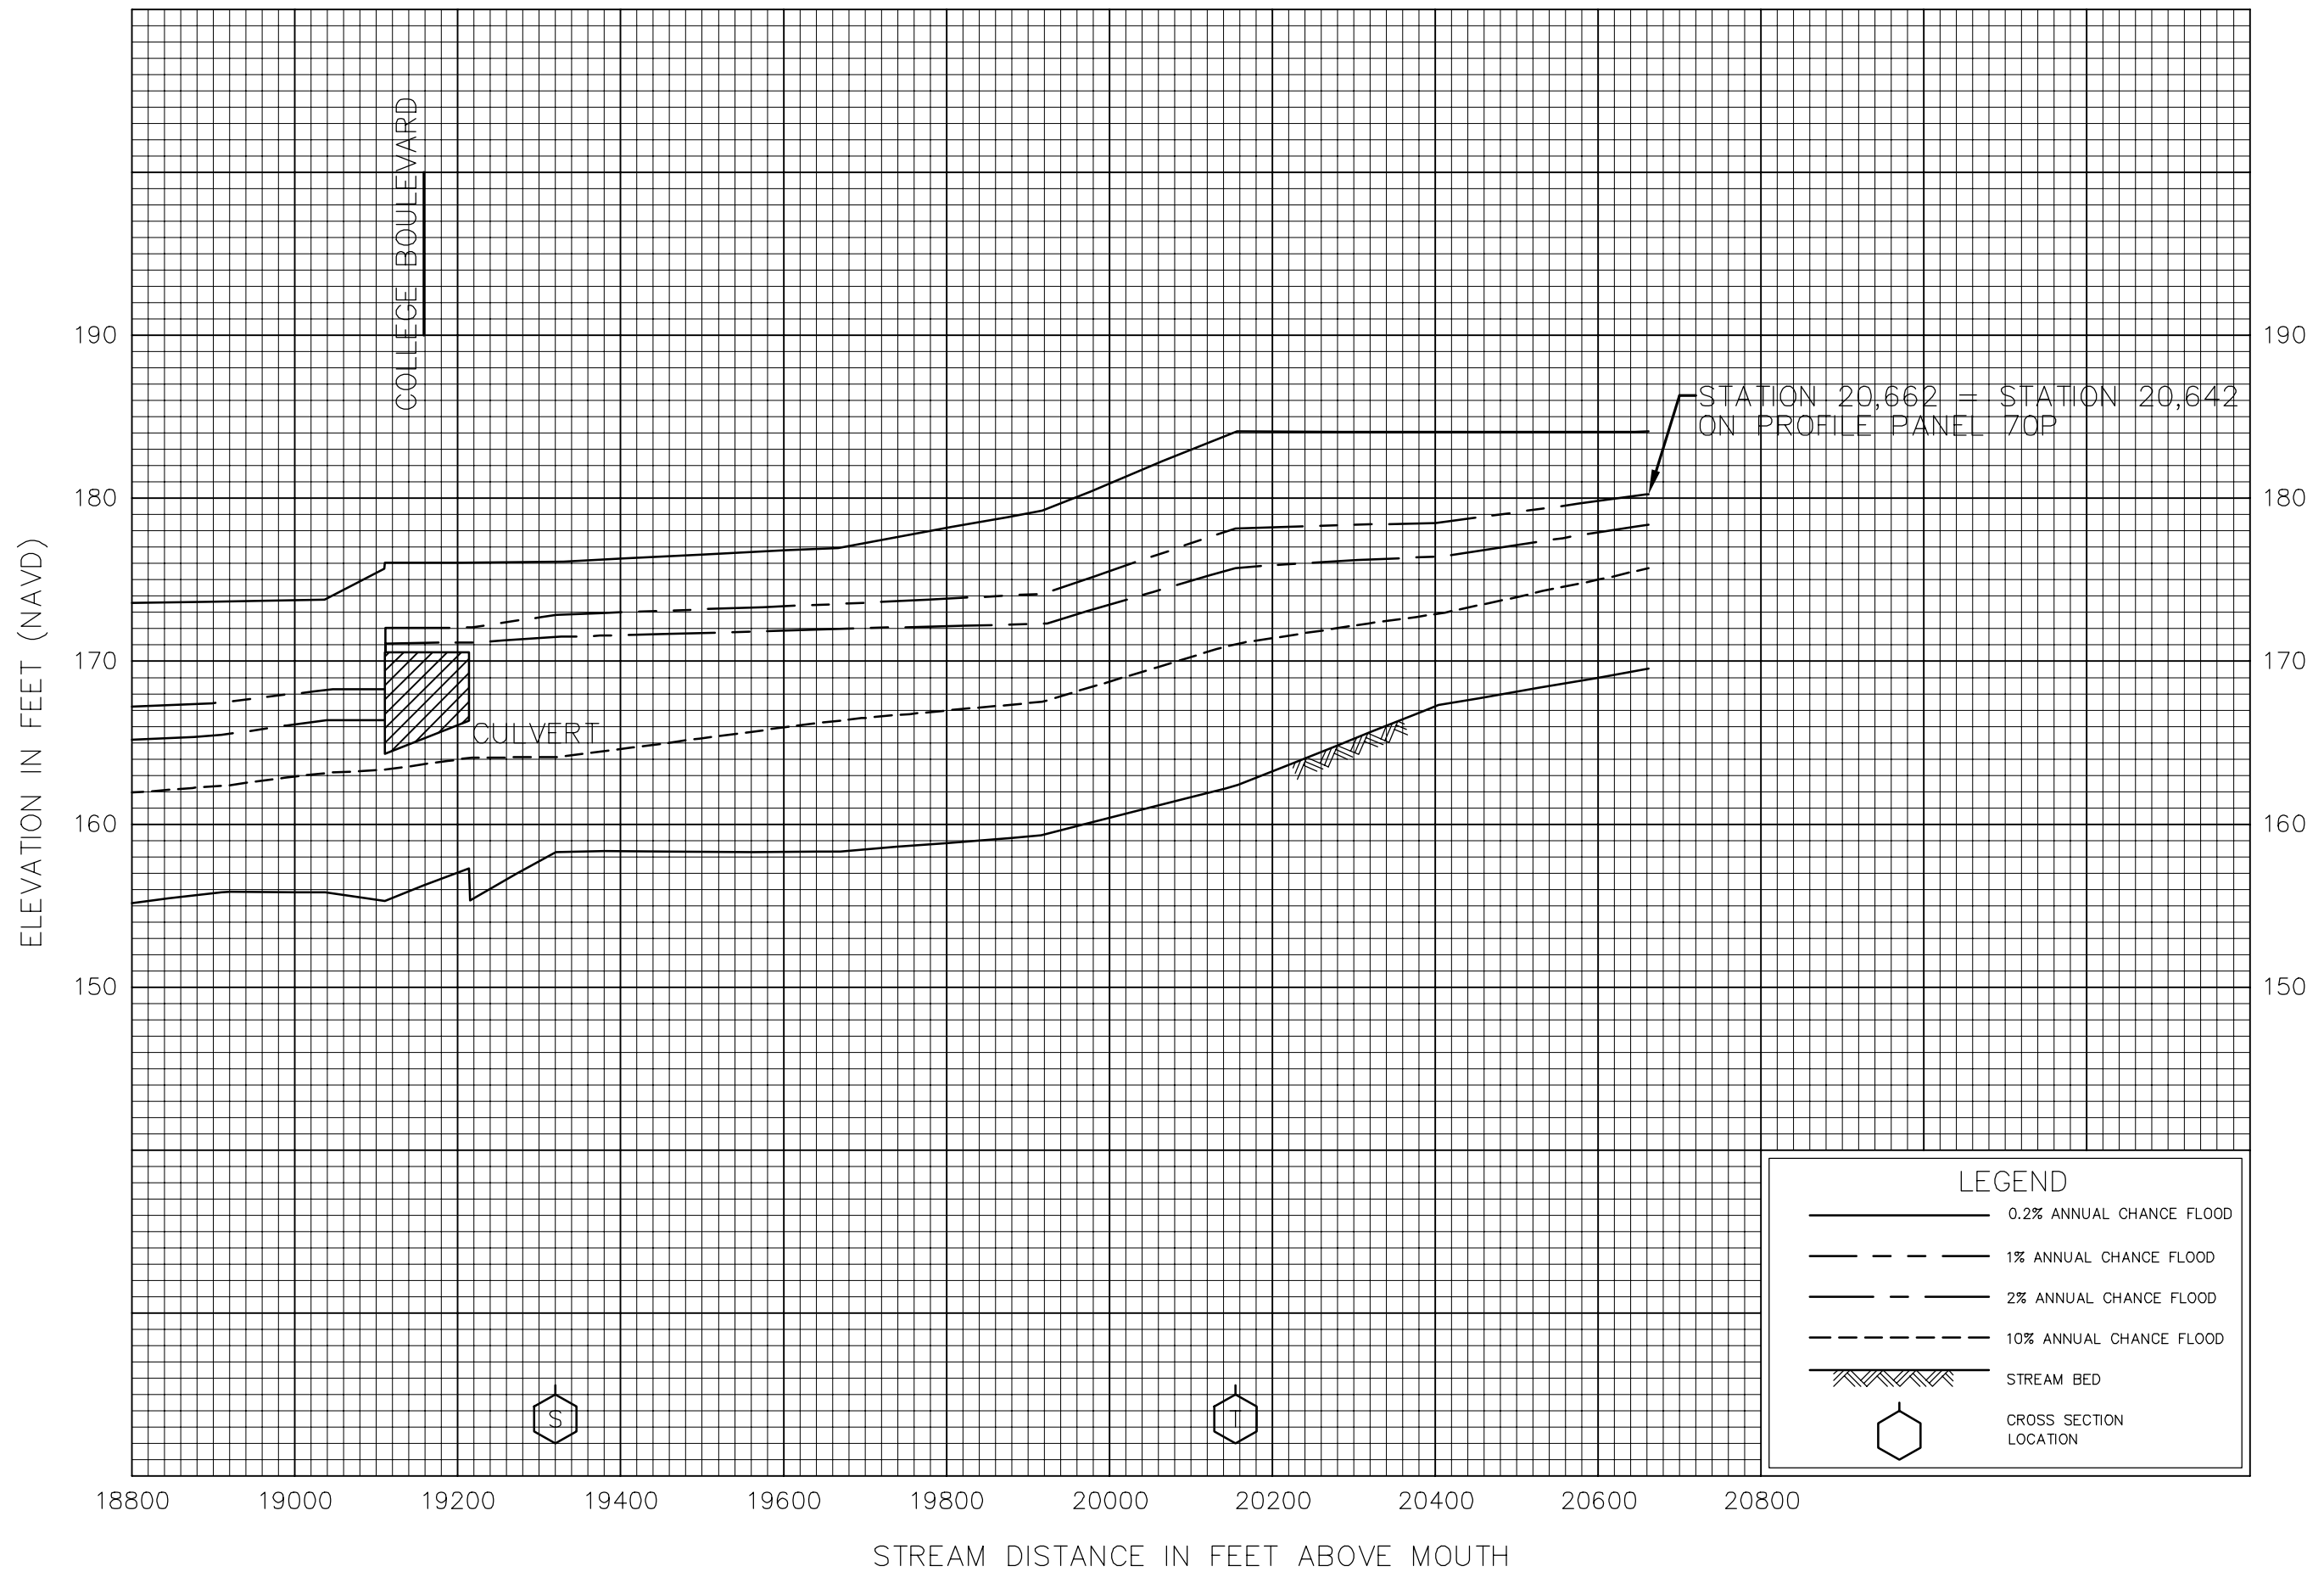 COLLEGE BOULEVARD
ELEVATION IN FEET (NAVD)
190
180
170
160
150
190
180
170
160
150
STATION 20,662 = STATION 20,642
ON PROFILE PANEL 70P
CULVERT
S
T
LEGEND
0.2% ANNUAL CHANCE FLOOD
1% ANNUAL CHANCE FLOOD
2% ANNUAL CHANCE FLOOD
10% ANNUAL CHANCE FLOOD
STREAM BED
CROSS SECTION
LOCATION
18800 19000 19200 19400 19600 19800 20000 20200 20400 20600 20800
STREAM DISTANCE IN FEET ABOVE MOUTH